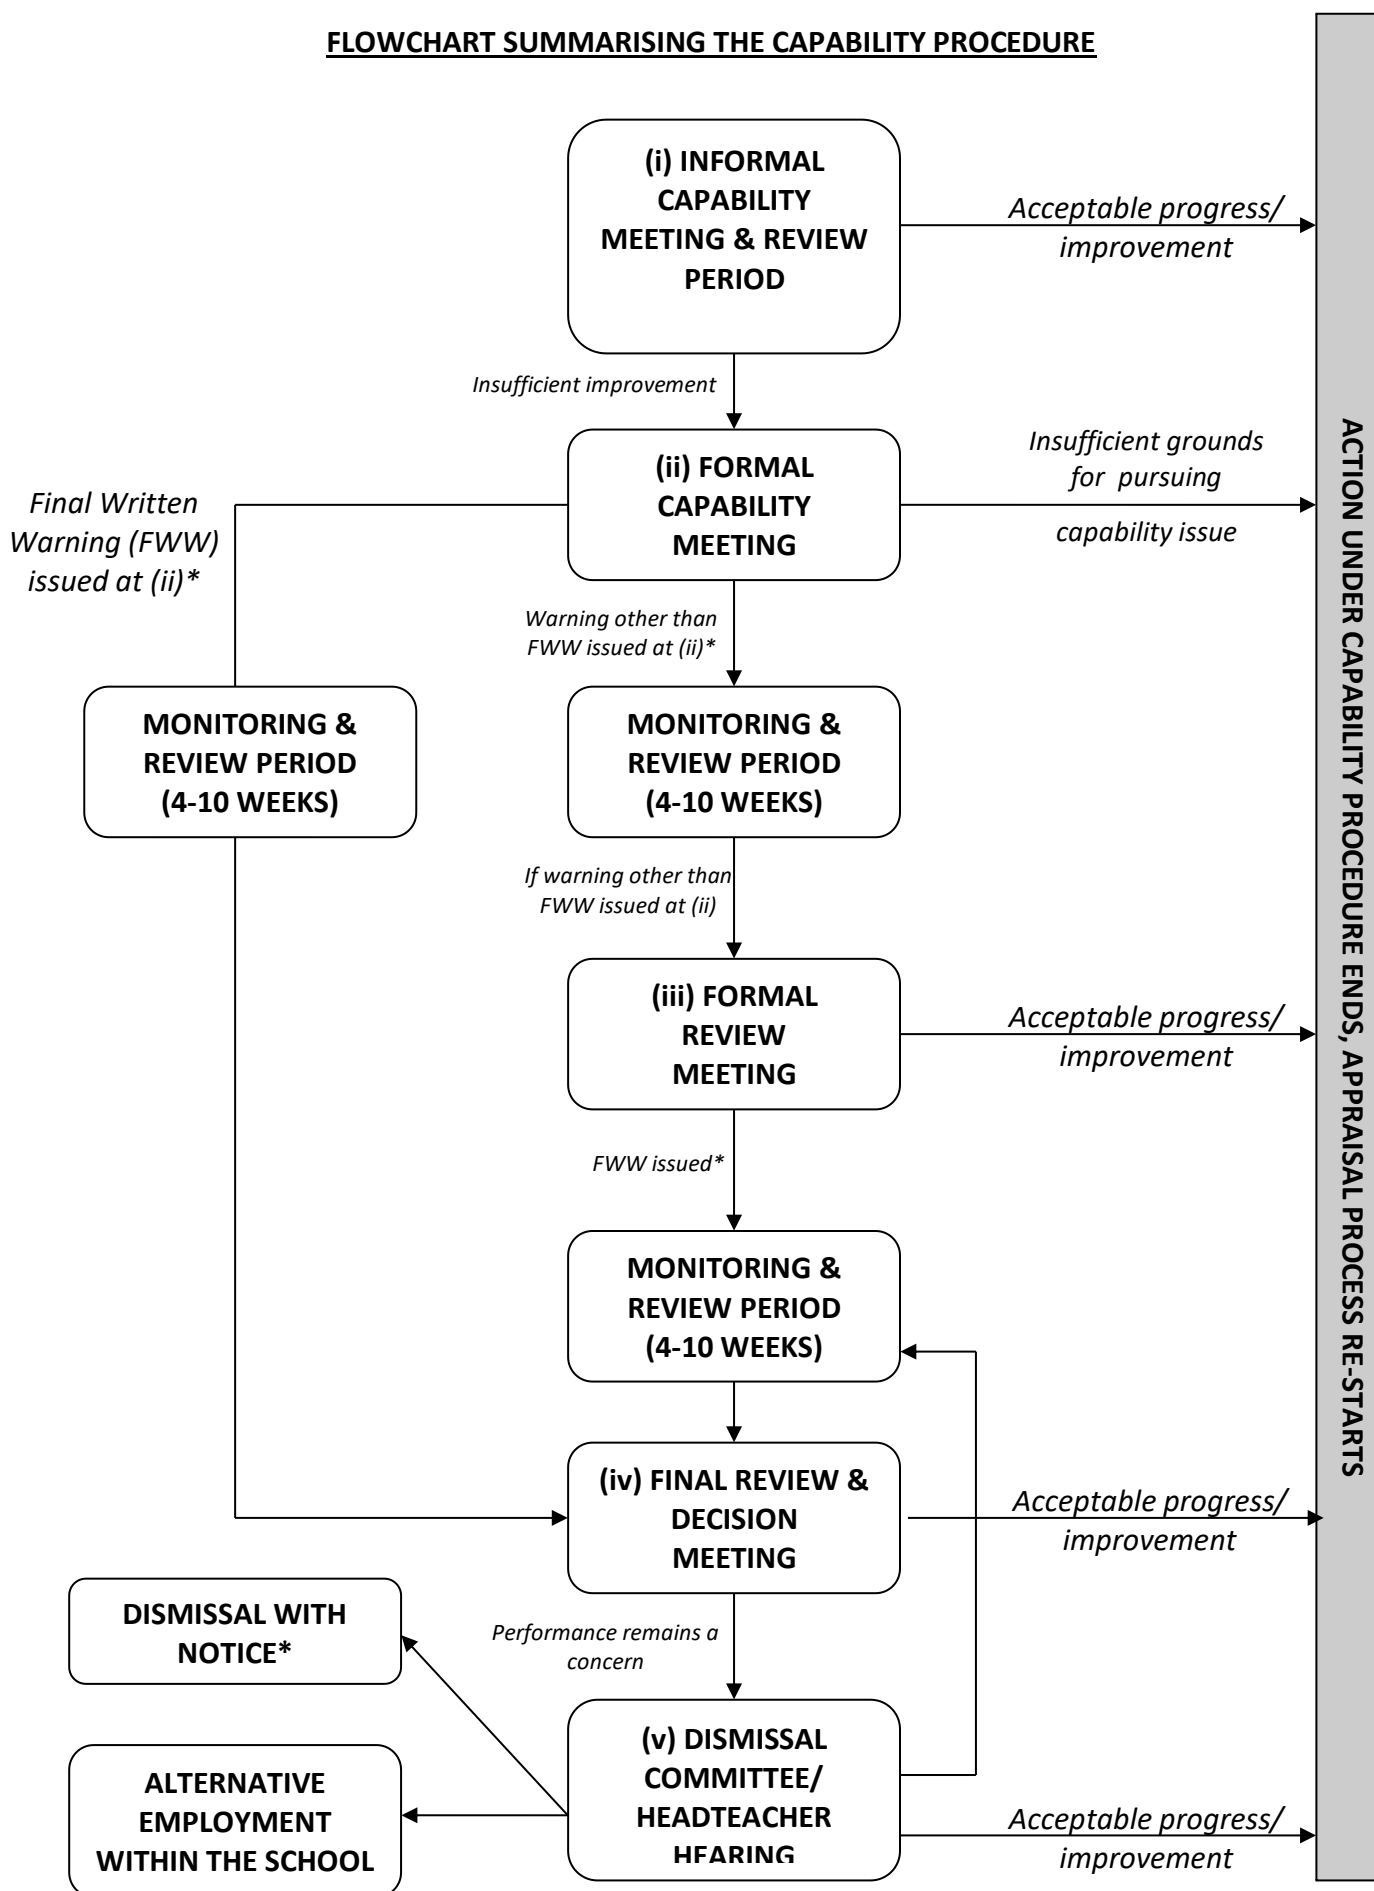 FLOWCHART SUMMARISING THE CAPABILITY PROCEDURE
(i) INFORMAL
CAPABILITY
MEETING & REVIEW
PERIOD
Acceptable progress/
improvement
Insufficient improvement
(ii) FORMAL
CAPABILITY
MEETING
Insufficient grounds
for  pursuing
capability issue
Final Written
Warning (FWW)
issued at (ii)*
Warning other than
FWW issued at (ii)*
MONITORING &
REVIEW PERIOD
(4-10 WEEKS)
MONITORING &
REVIEW PERIOD
(4-10 WEEKS)
If warning other than
FWW issued at (ii)
(iii) FORMAL
REVIEW
MEETING
Acceptable progress/
improvement
FWW issued*
MONITORING &
REVIEW PERIOD
(4-10 WEEKS)
(iv) FINAL REVIEW &
DECISION
MEETING
Acceptable progress/
improvement
DISMISSAL WITH
NOTICE*
Performance remains a
concern
(v) DISMISSAL
COMMITTEE/
HEADTEACHER
HEARING
ALTERNATIVE
EMPLOYMENT
WITHIN THE SCHOOL
Acceptable progress/
improvement
ACTION UNDER CAPABILITY PROCEDURE ENDS, APPRAISAL PROCESS RE-STARTS